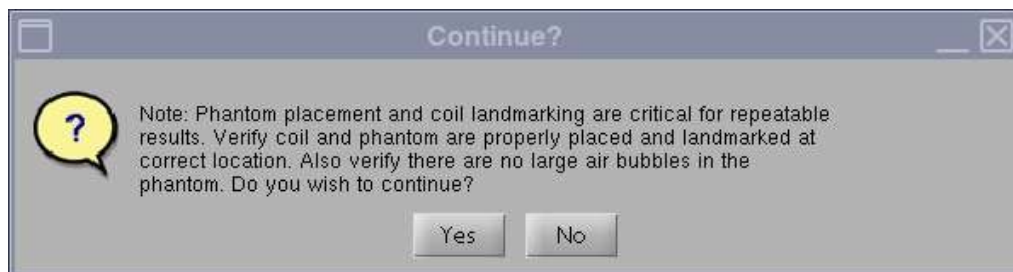 Continue?
Note: Phantom placement and coil landmarking are critical for repeatable
results. Verify coil and phantom are properly placed and landmarked at
correct location. Also verify there are no large air bubbles in the
phantom. Do you wish to continue?
Yes No